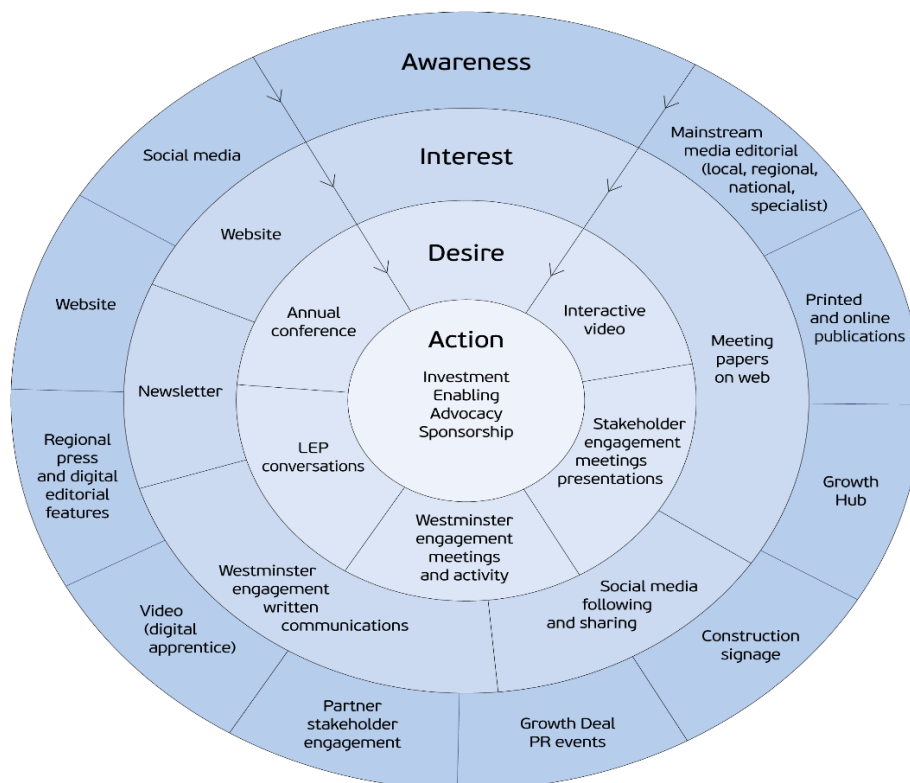 Awareness
Mainstream
media editorial
(local, regional,
national,
specialist)
Printed
and online
publications
Growth
Hub
Construction
signage
Growth Deal
PR events
Partner
stakeholder
engagement
Video
(digital
apprentice)
Regional
press
and digital
editorial
features
Website
Social media
Interest
Meeting
papers
on web
Social media
following
and sharing
Westminster
engagement
written
communications
Newsletter
Website
Desire
Interactive
video
Stakeholder
engagement
meetings
presentations
Westminster
engagement
meetings
and activity
LEP
conversations
Annual
conference
Action
Investment
Enabling
Advocacy
Sponsorship